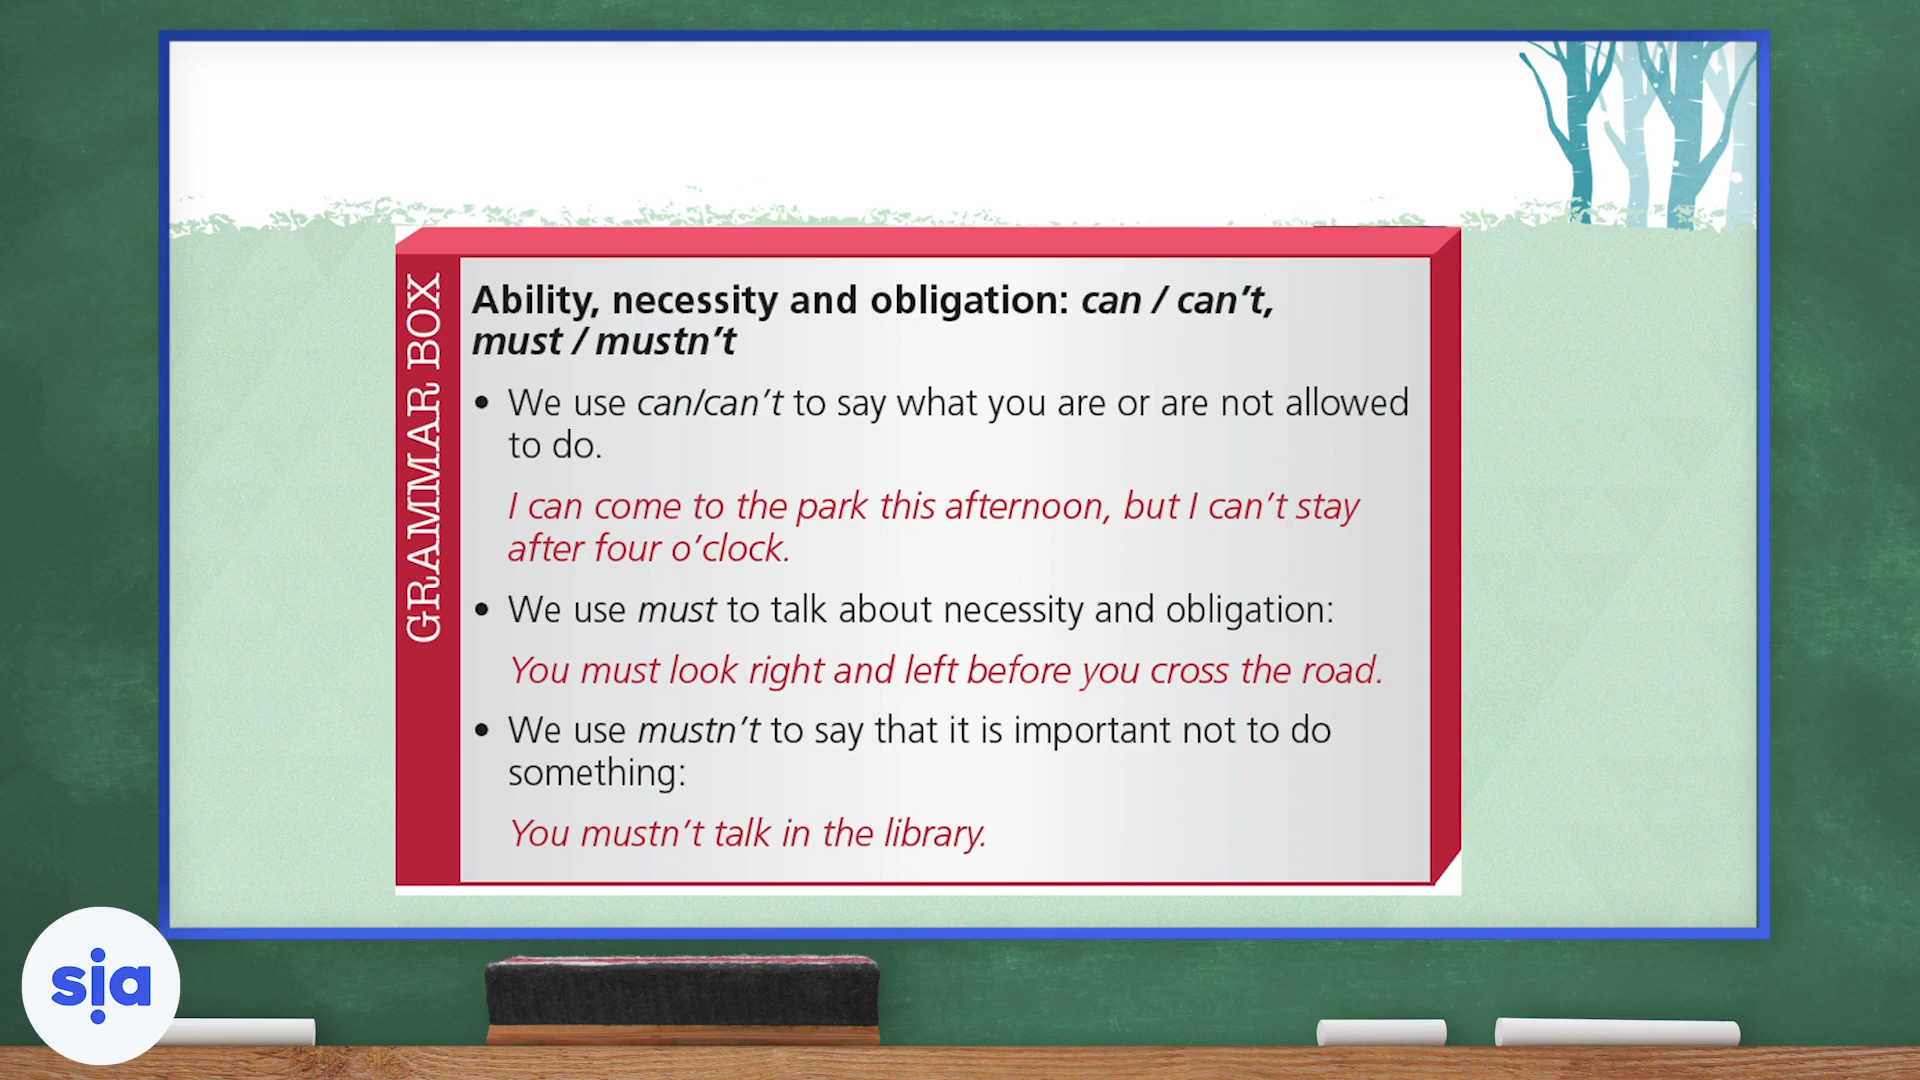 GRAMMAR BOX
Ability, necessity and obligation: can / can't,
must / mustn't
• We use can/can't to say what you are or are not allowed
to do.
I can come to the park this afternoon, but I can't stay
after four o'clock.
• We use must to talk about necessity and obligation:
You must look right and left before you cross the road.
• We use mustn't to say that it is important not to do
something:
You mustn't talk in the library.
sia